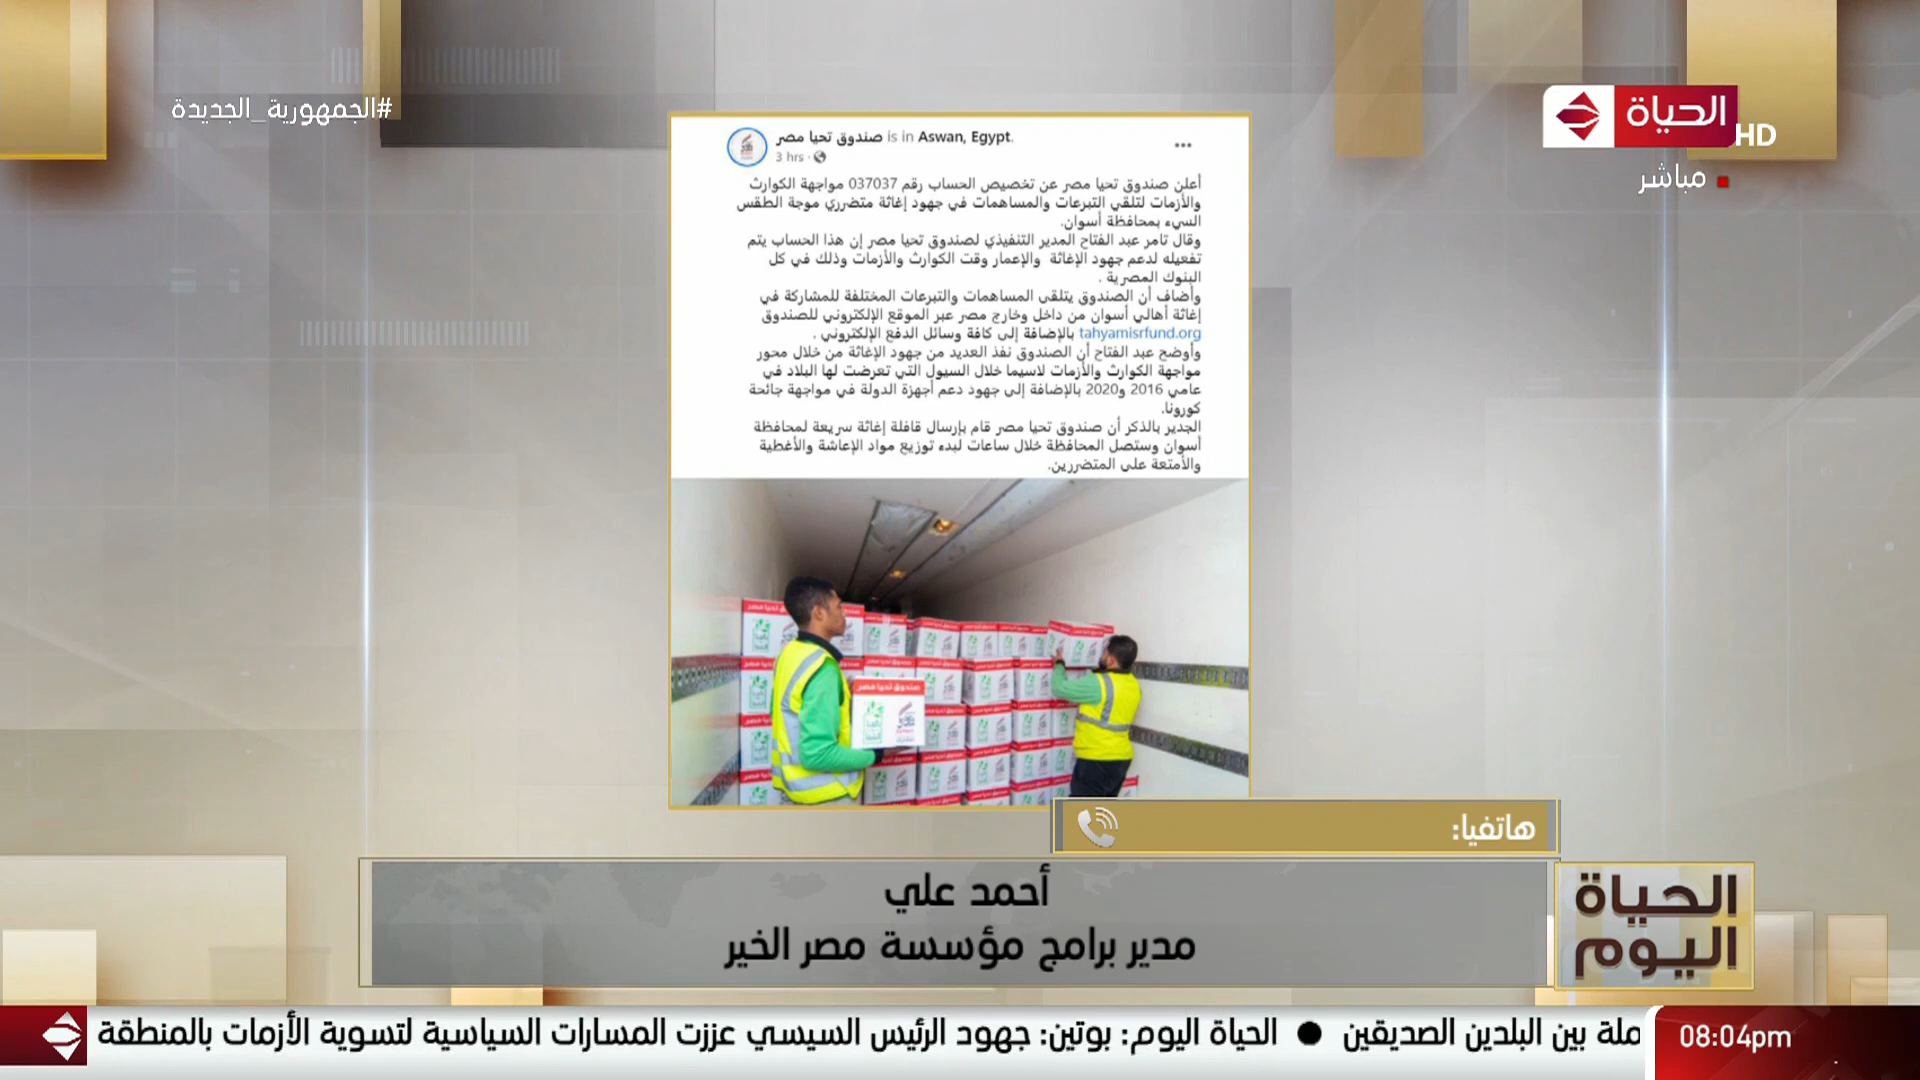 #الجمهورية_الجديدة
الحياة
HD
مباشر
صندوق تحيا مصر is in Aswan, Egypt.
3 hrs ·
أعلن صندوق تحيا مصر عن تخصيص الحساب رقم 037037 مواجهة الكوارث
والأزمات لتلقي التبرعات والمساهمات في جهود إغاثة متضرري موجة الطقس
السيء بمحافظة أسوان.
وقال تامر عبد الفتاح المدير التنفيذي لصندوق تحيا مصر إن هذا الحساب يتم
تفعيله لدعم جهود الإغاثة والإعمار وقت الكوارث والأزمات وذلك في كل
البنوك المصرية .
وأضاف أن الصندوق يتلقى المساهمات والتبرعات المختلفة للمشاركة في
إغاثة أهالي أسوان من داخل وخارج مصر عبر الموقع الإلكتروني للصندوق
tahyamisrfund.org بالإضافة إلى كافة وسائل الدفع الإلكتروني .
وأوضح عبد الفتاح أن الصندوق نفذ العديد من جهود الإغاثة من خلال محور
مواجهة الكوارث والأزمات لاسيما خلال السيول التي تعرضت لها البلاد في
عامي 2016 و2020 بالإضافة إلى جهود دعم أجهزة الدولة في مواجهة جائحة
كورونا.
الجدير بالذكر أن صندوق تحيا مصر قام بإرسال قافلة إغاثة سريعة لمحافظة
أسوان وستصل المحافظة خلال ساعات لبدء توزيع مواد الإعاشة والأغطية
والأمتعة على المتضررين.
صندوق تحيا مصر
هاتفيا:
أحمد علي
مدير برامج مؤسسة مصر الخير
الحياة
اليوم
ملة بين البلدين الصديقين ● الحياة اليوم: بوتين: جهود الرئيس السيسي عززت المسارات السياسية لتسوية الأزمات بالمنطقة
08:04pm